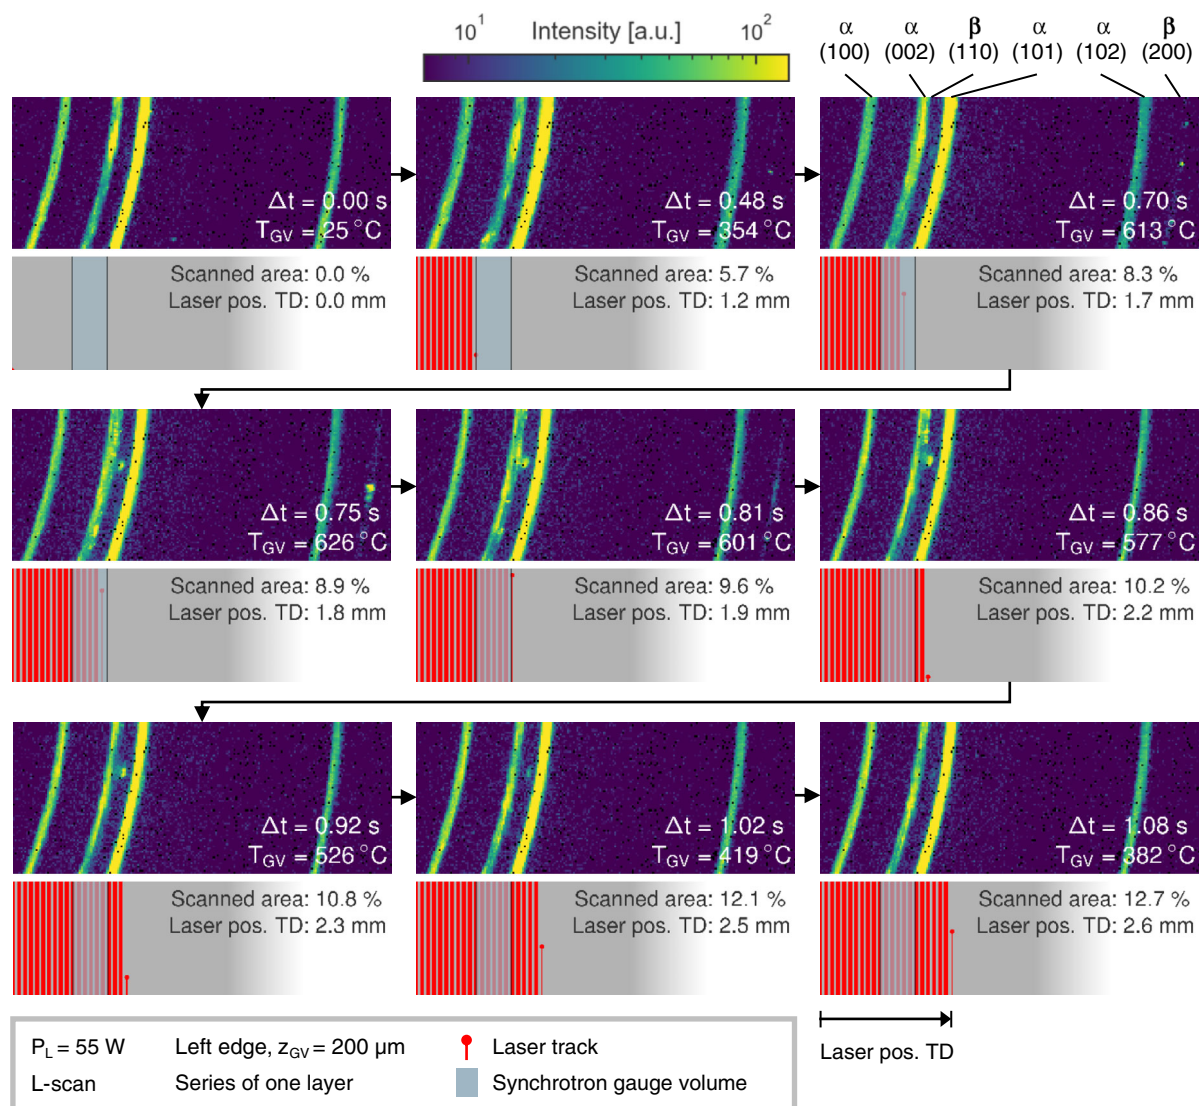 10¹ Intensity [a.u.] 10²
α α β α α β
(100) (002) (110) (101) (102) (200)
Δt = 0.00 s
T_GV = 25 °C
Δt = 0.48 s
T_GV = 354 °C
Δt = 0.70 s
T_GV = 613 °C
Scanned area: 0.0 %
Laser pos. TD: 0.0 mm
Scanned area: 5.7 %
Laser pos. TD: 1.2 mm
Scanned area: 8.3 %
Laser pos. TD: 1.7 mm
Δt = 0.75 s
T_GV = 626 °C
Δt = 0.81 s
T_GV = 601 °C
Δt = 0.86 s
T_GV = 577 °C
Scanned area: 8.9 %
Laser pos. TD: 1.8 mm
Scanned area: 9.6 %
Laser pos. TD: 1.9 mm
Scanned area: 10.2 %
Laser pos. TD: 2.2 mm
Δt = 0.92 s
T_GV = 526 °C
Δt = 1.02 s
T_GV = 419 °C
Δt = 1.08 s
T_GV = 382 °C
Scanned area: 10.8 %
Laser pos. TD: 2.3 mm
Scanned area: 12.1 %
Laser pos. TD: 2.5 mm
Scanned area: 12.7 %
Laser pos. TD: 2.6 mm
P_L = 55 W Left edge, z_GV = 200 µm Laser track
L-scan Series of one layer Synchrotron gauge volume
Laser pos. TD